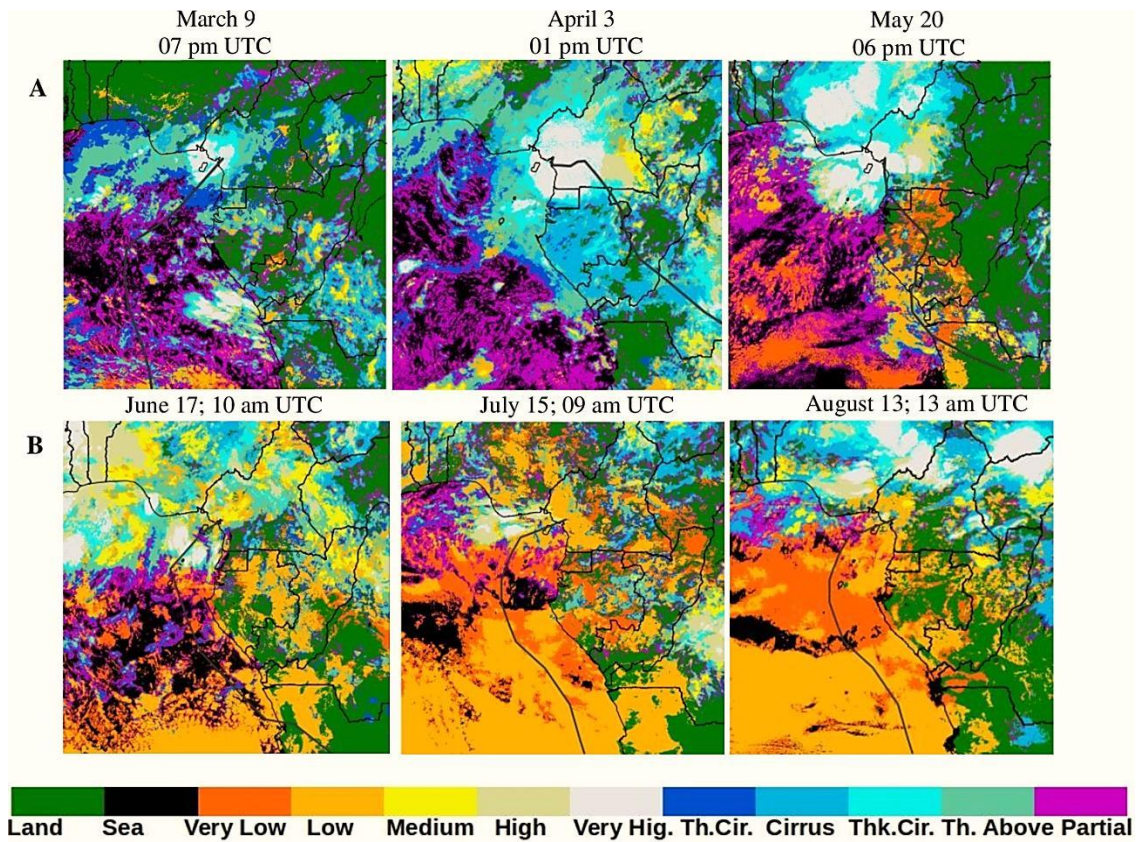 March 9
07 pm UTC
April 3
01 pm UTC
May 20
06 pm UTC
A
June 17; 10 am UTC
July 15; 09 am UTC
August 13; 13 am UTC
B
Land Sea Very Low Low Medium High Very Hig. Th.Cir. Cirrus Thk.Cir. Th. Above Partial